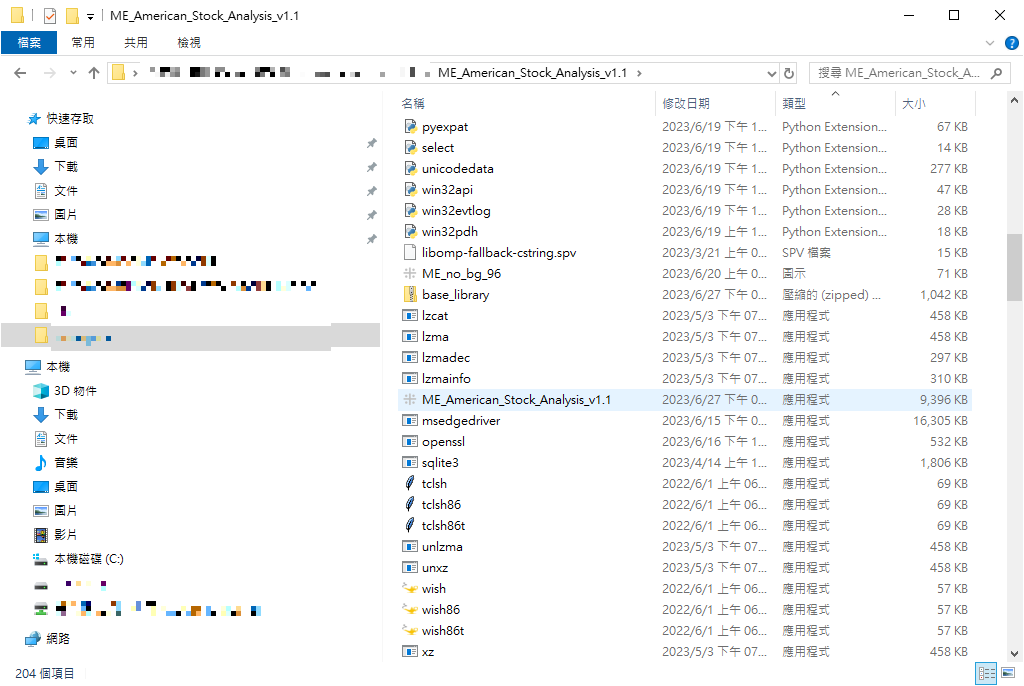 ME_American_Stock_Analysis_v1.1
檔案 常用 共用 檢視
ME_American_Stock_Analysis_v1.1 搜尋 ME_American_Stock_A...
快速存取
桌面
下載
文件
圖片
本機
本機
3D 物件
下載
文件
音樂
桌面
圖片
影片
本機磁碟 (C:)
網路
名稱 修改日期 類型 大小
pyexpat 2023/6/19 下午 1... Python Extension... 67 KB
select 2023/6/19 下午 1... Python Extension... 14 KB
unicodedata 2023/6/19 下午 1... Python Extension... 277 KB
win32api 2023/6/19 下午 1... Python Extension... 47 KB
win32evtlog 2023/6/19 下午 1... Python Extension... 28 KB
win32pdh 2023/6/19 上午 1... Python Extension... 18 KB
libomp-fallback-cstring.spv 2023/3/21 上午 0... SPV 檔案 15 KB
ME_no_bg_96 2023/6/20 上午 0... 圖示 71 KB
base_library 2023/6/27 下午 0... 壓縮的 (zipped) ... 1,042 KB
lzcat 2023/5/3 下午 07... 應用程式 458 KB
lzma 2023/5/3 下午 07... 應用程式 458 KB
lzmadec 2023/5/3 下午 07... 應用程式 297 KB
lzmainfo 2023/5/3 下午 07... 應用程式 310 KB
ME_American_Stock_Analysis_v1.1 2023/6/27 下午 0... 應用程式 9,396 KB
msedgedriver 2023/6/15 下午 0... 應用程式 16,305 KB
openssl 2023/6/16 下午 1... 應用程式 532 KB
sqlite3 2023/4/14 上午 1... 應用程式 1,806 KB
tclsh 2022/6/1 上午 06... 應用程式 69 KB
tclsh86 2022/6/1 上午 06... 應用程式 69 KB
tclsh86t 2022/6/1 上午 06... 應用程式 69 KB
unlzma 2023/5/3 下午 07... 應用程式 458 KB
unxz 2023/5/3 下午 07... 應用程式 458 KB
wish 2022/6/1 上午 06... 應用程式 57 KB
wish86 2022/6/1 上午 06... 應用程式 57 KB
wish86t 2022/6/1 上午 06... 應用程式 57 KB
xz 2023/5/3 下午 07... 應用程式 458 KB
204 個項目